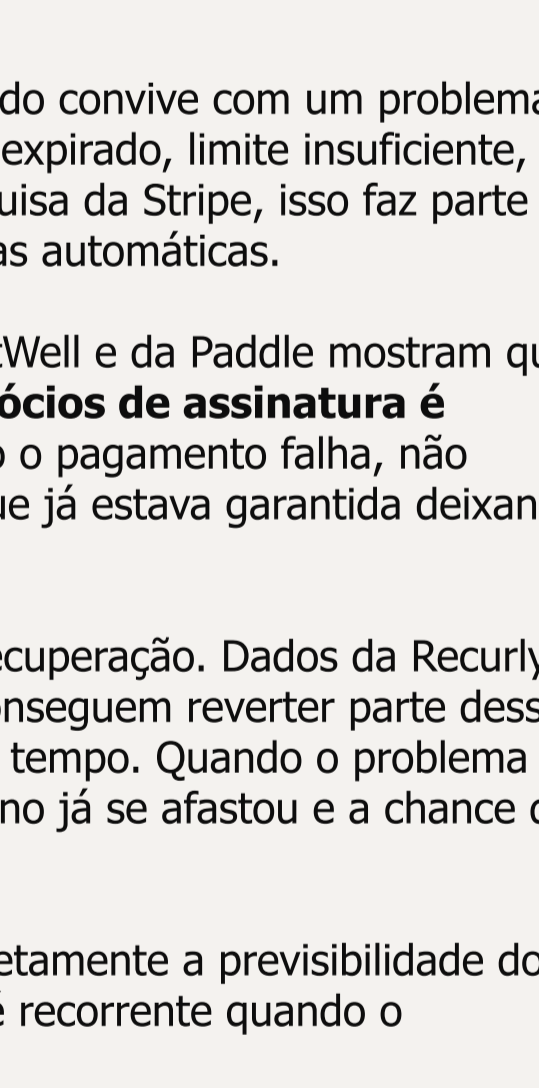 do convive com um problema
expirado, limite insuficiente,
uisa da Stripe, isso faz parte
as automáticas.
tWell e da Paddle mostram qu
ócios de assinatura é
o o pagamento falha, não
ue já estava garantida deixan
ecuperação. Dados da Recurly
onseguem reverter parte dess
tempo. Quando o problema
no já se afastou e a chance d
etamente a previsibilidade do
é recorrente quando o